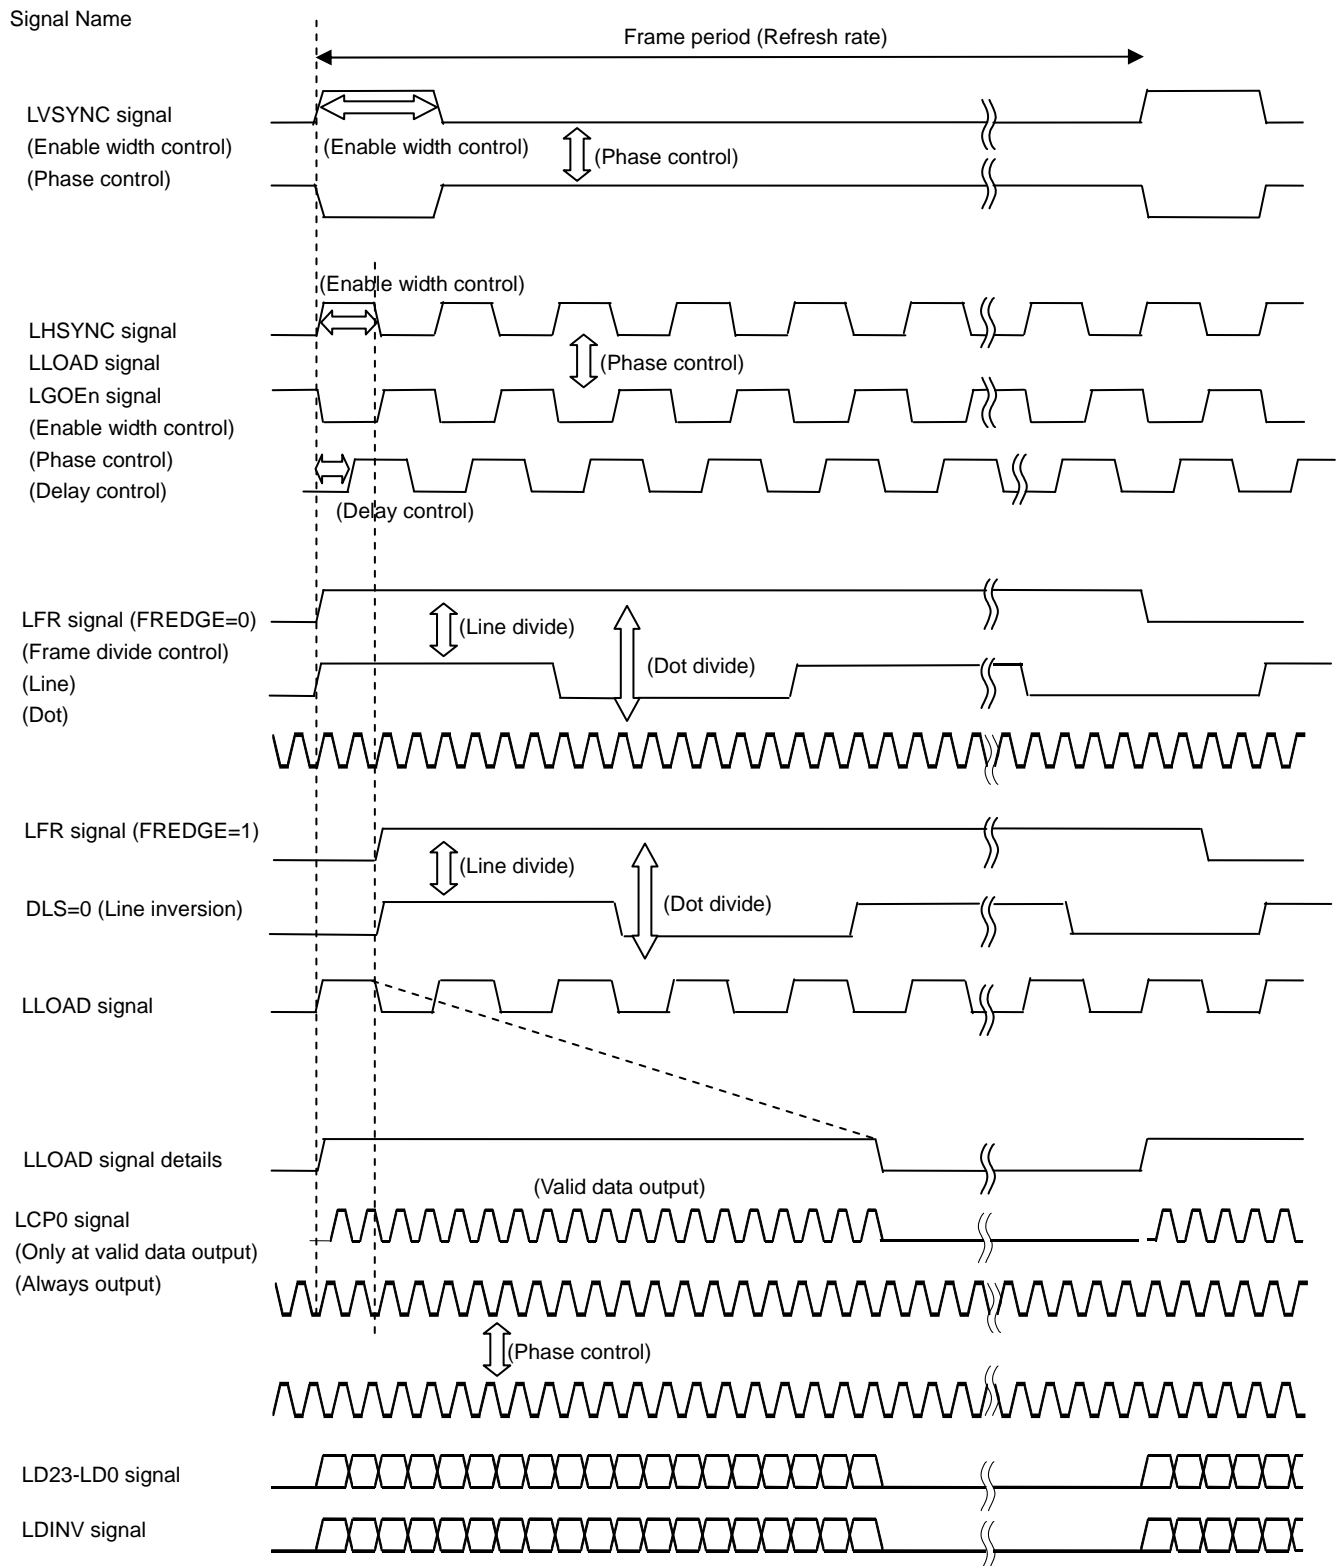 Signal Name
Frame period (Refresh rate)
LVSYNC signal
(Enable width control)
(Phase control)
(Enable width control)
(Phase control)
(Enable width control)
LHSYNC signal
LLOAD signal
LGOEn signal
(Enable width control)
(Phase control)
(Delay control)
(Phase control)
(Delay control)
LFR signal (FREDGE=0)
(Frame divide control)
(Line)
(Dot)
(Line divide)
(Dot divide)
LFR signal (FREDGE=1)
(Line divide)
DLS=0 (Line inversion)
(Dot divide)
LLOAD signal
LLOAD signal details
(Valid data output)
LCP0 signal
(Only at valid data output)
(Always output)
(Phase control)
LD23-LD0 signal
LDINV signal